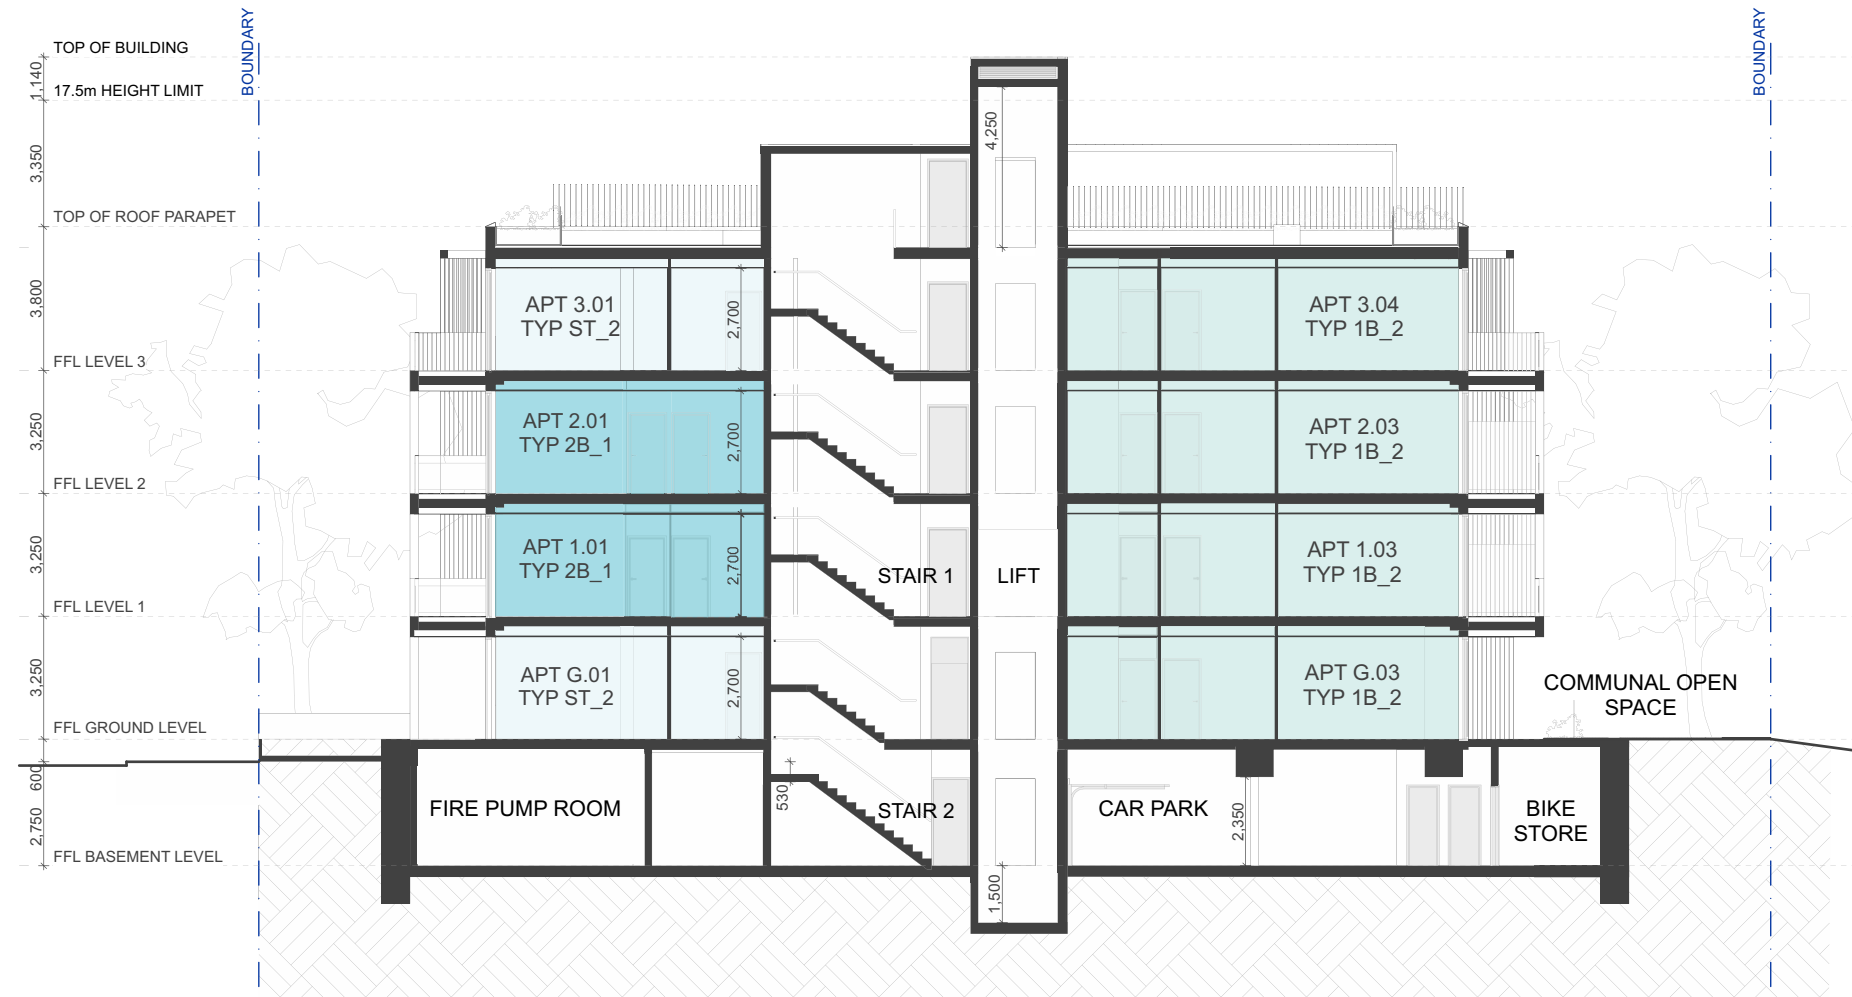 BOUNDARY
BOUNDARY
TOP OF BUILDING
1,140
17.5m HEIGHT LIMIT
4,250
3,350
TOP OF ROOF PARAPET
3,800
APT 3.01
TYP ST_2
2,700
APT 3.04
TYP 1B_2
FFL LEVEL 3
3,250
APT 2.01
TYP 2B_1
2,700
APT 2.03
TYP 1B_2
FFL LEVEL 2
3,250
APT 1.01
TYP 2B_1
2,700
STAIR 1
LIFT
APT 1.03
TYP 1B_2
FFL LEVEL 1
3,250
APT G.01
TYP ST_2
2,700
APT G.03
TYP 1B_2
COMMUNAL OPEN
SPACE
FFL GROUND LEVEL
600
530
2,750
FIRE PUMP ROOM
STAIR 2
CAR PARK
2,350
BIKE
STORE
FFL BASEMENT LEVEL
1,500